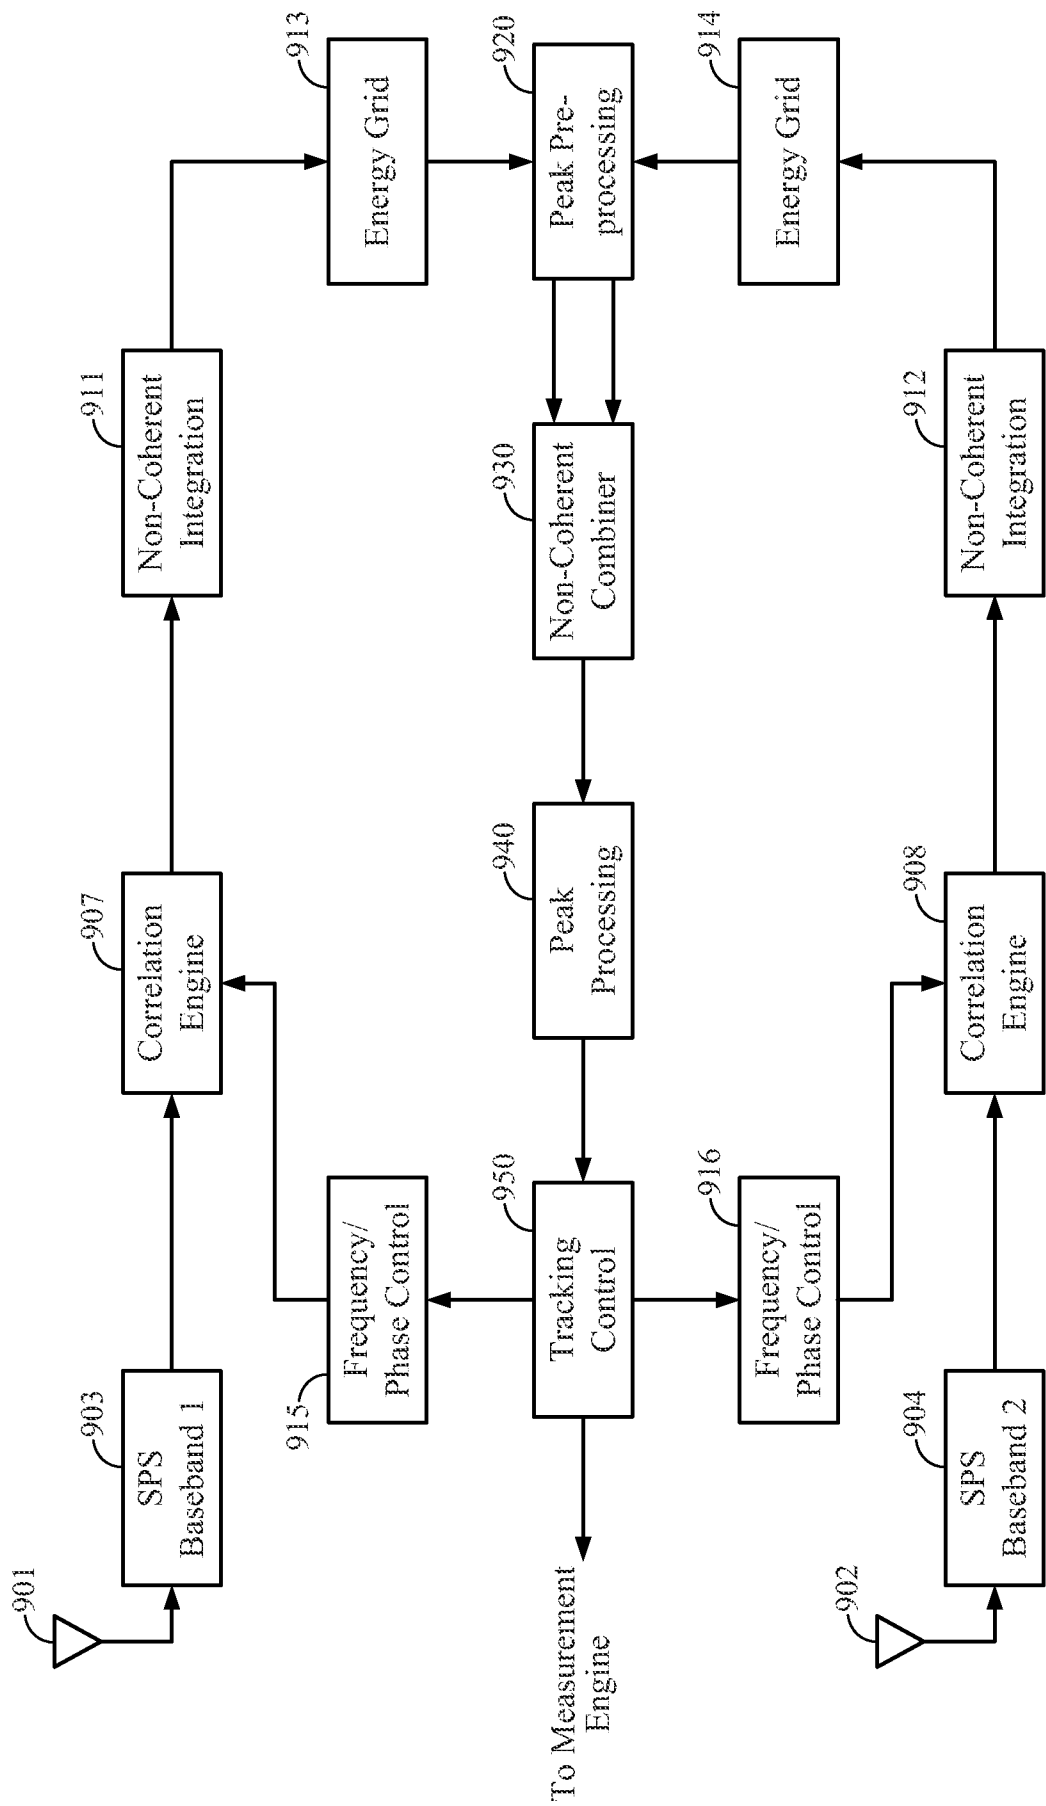 901
SPS
Baseband 1
903
Correlation
Engine
907
Non-Coherent
Integration
911
Energy Grid
913
Frequency/
Phase Control
915
To Measurement
Engine
Tracking
Control
950
Peak
Processing
940
Non-Coherent
Combiner
930
Peak Pre-
processing
920
Frequency/
Phase Control
916
Energy Grid
914
902
SPS
Baseband 2
904
Correlation
Engine
908
Non-Coherent
Integration
912